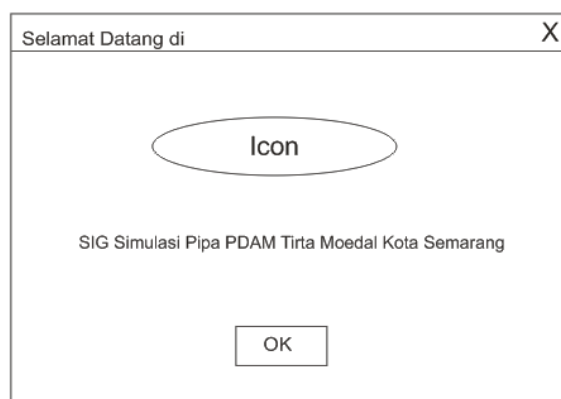 Selamat Datang di X
Icon
SIG Simulasi Pipa PDAM Tirta Moedal Kota Semarang
OK